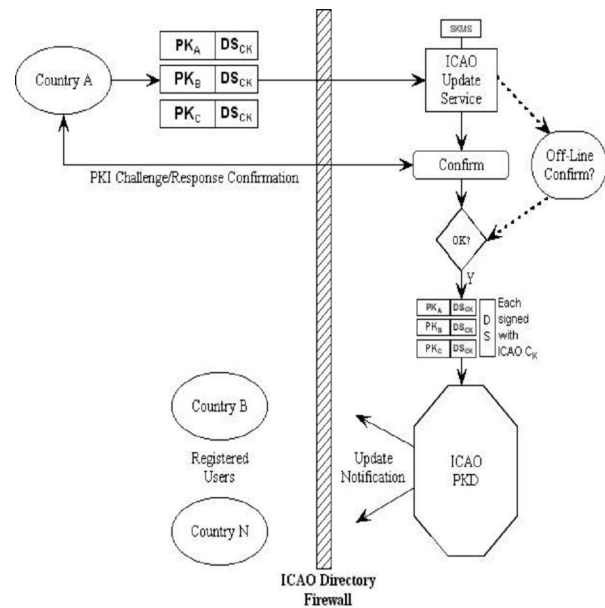 SKMS
PKA DSCK
PKB DSCK
PKC DSCK
Country A
ICAO
Update
Service
PKI Challenge/Response Confirmation
Confirm
Off-Line
Confirm?
OK?
Y
PKA DSCK
PKB DSCK
PKC DSCK
D
S
Each
signed
with
ICAO CK
Country B
Registered
Users
Country N
Update
Notification
ICAO
PKD
ICAO Directory
Firewall